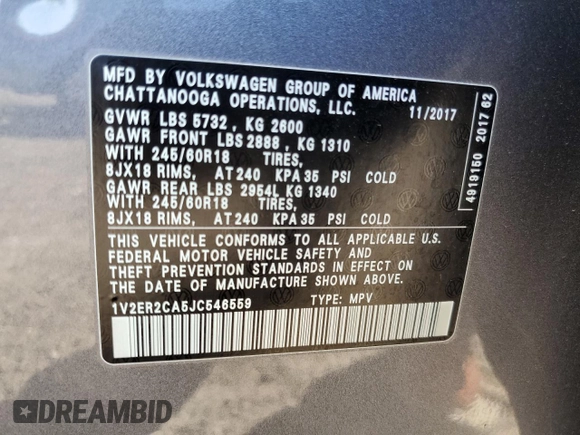 MFD BY VOLKSWAGEN GROUP OF AMERICA
CHATTANOOGA OPERATIONS, LLC. 11/2017
GVWR LBS 5732 , KG 2600
GAWR FRONT LBS 2888 , KG 1310
WITH 245/60R18 TIRES,
8JX18 RIMS, AT 240 KPA 35 PSI COLD
GAWR REAR LBS 2954L KG 1340
WITH 245/60R18 TIRES,
8JX18 RIMS, AT 240 KPA 35 PSI COLD
THIS VEHICLE CONFORMS TO ALL APPLICABLE U.S.
FEDERAL MOTOR VEHICLE SAFETY AND
THEFT PREVENTION STANDARDS IN EFFECT ON
THE DATE OF MANUFACTURE SHOWN ABOVE.
1V2ER2CA5JC546559 TYPE: MPV
4919150 2017 62
DREAMBID